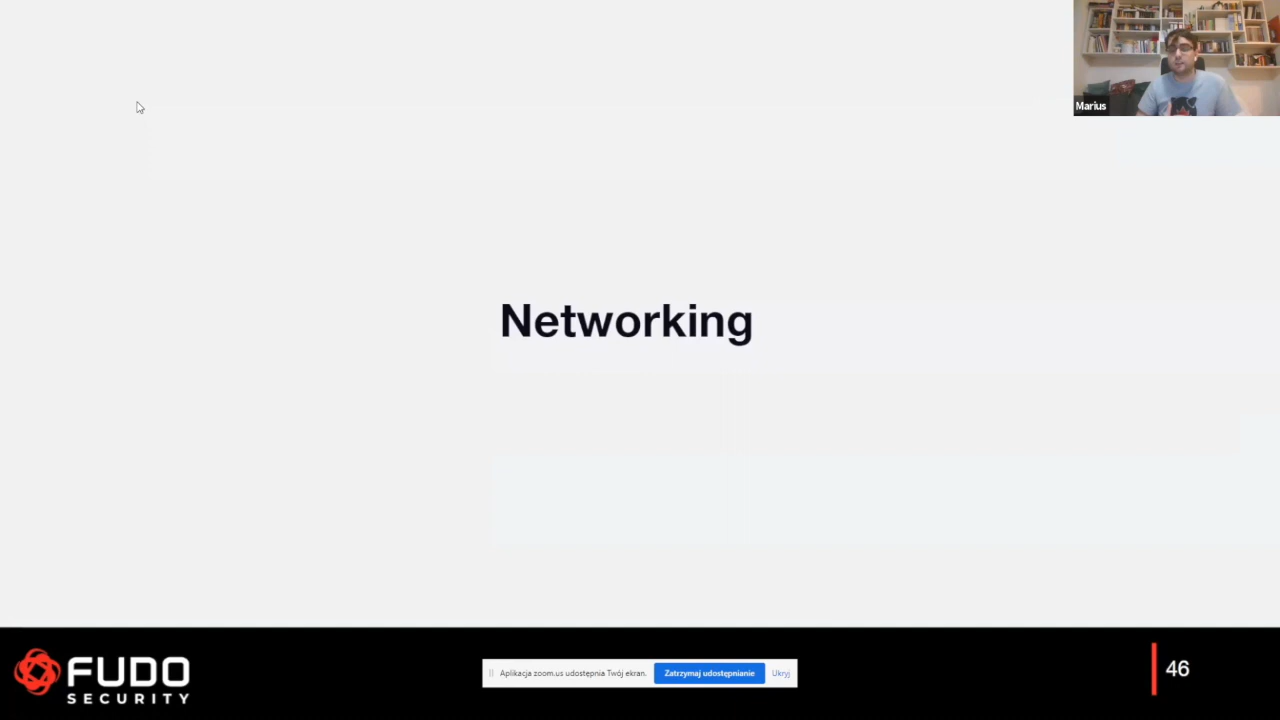 Marius
Networking
FUDO
SECURITY
Aplikacja zoom.us udostępnia Twój ekran.
Zatrzymaj udostępnianie
Ukryj
46